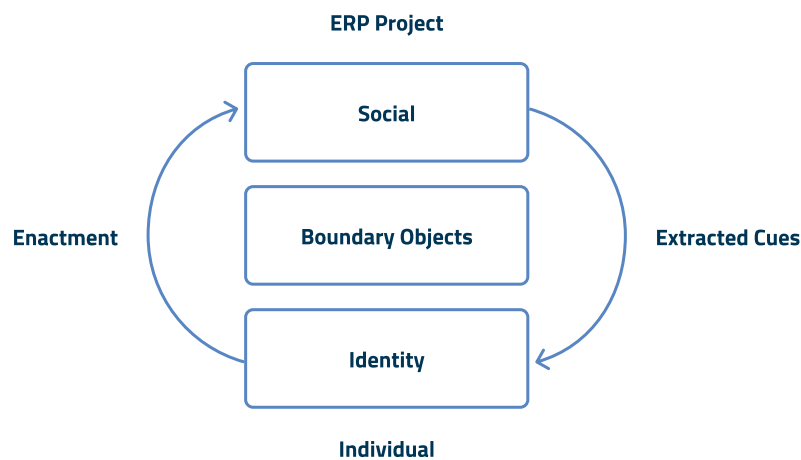 ERP Project
Social
Boundary Objects
Enactment
Extracted Cues
Identity
Individual